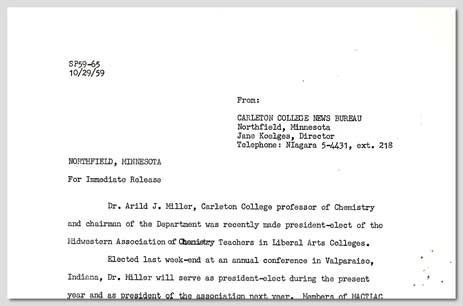 SP59-65
10/29/59
From:
CARLETON COLLEGE NEWS BUREAU
Northfield, Minnesota
Jane Koelges, Director
Telephone: NIagara 5-4431, ext. 218
NORTHFIELD, MINNESOTA
For Immediate Release
Dr. Arild J. Miller, Carleton College professor of Chemistry
and chairman of the Department was recently made president-elect of the
Midwestern Association of Chemistry Teachers in Liberal Arts Colleges.
Elected last week-end at an annual conference in Valparaiso,
Indiana, Dr. Miller will serve as president-elect during the present
year and as president of the association next year. Members of MACTLAC